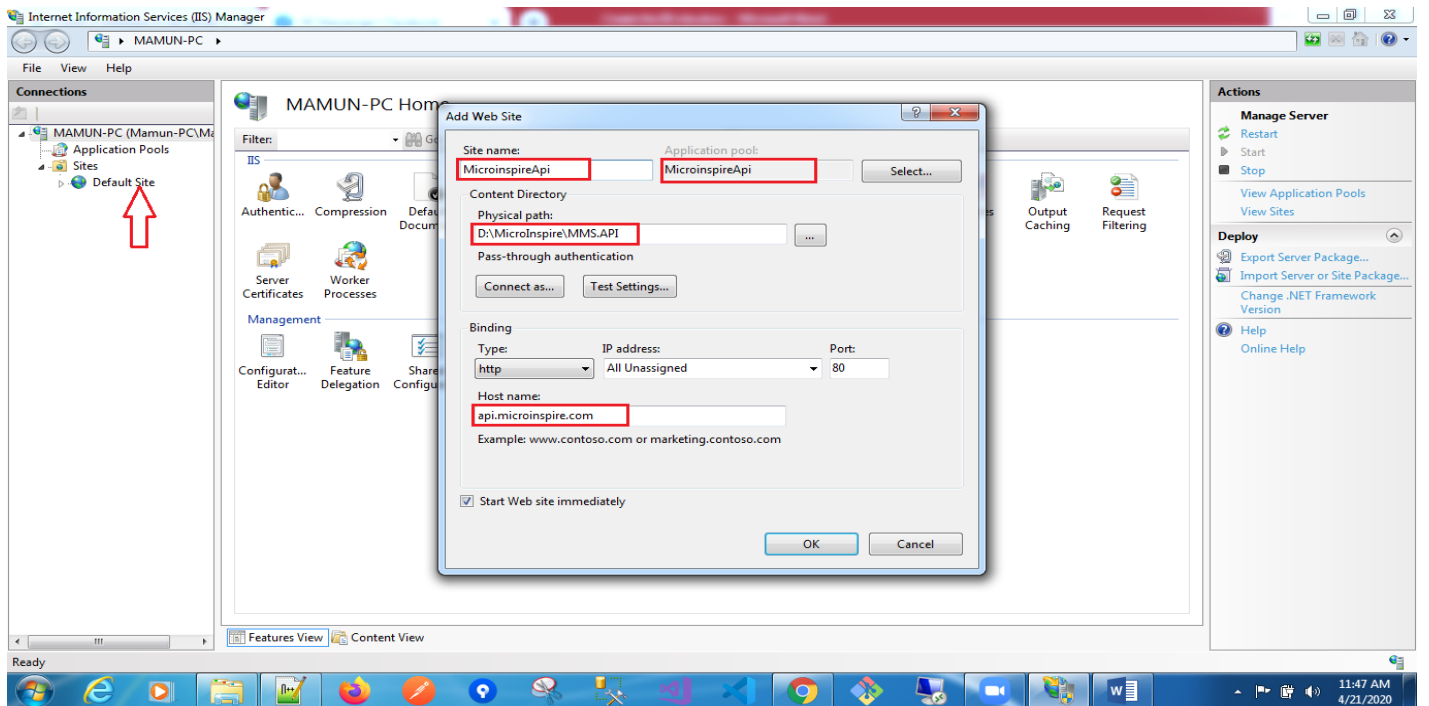 Internet Information Services (IIS) Manager
MAMUN-PC
File View Help
Connections
MAMUN-PC (Mamun-PC\Ma
Application Pools
Sites
Default Site
MAMUN-PC Home
Filter:
IIS
Authentic...
Compression
Defau
Docum
Output
Caching
Request
Filtering
Server
Certificates
Worker
Processes
Management
Configurat...
Editor
Feature
Delegation
Share
Configu
Features View
Content View
Ready
Add Web Site
Site name:
Application pool:
MicroinspireApi
MicroinspireApi
Select...
Content Directory
Physical path:
D:\MicroInspire\MMS.API
...
Pass-through authentication
Connect as...
Test Settings...
Binding
Type:
IP address:
Port:
http
All Unassigned
80
Host name:
api.microinspire.com
Example: www.contoso.com or marketing.contoso.com
Start Web site immediately
OK
Cancel
Actions
Manage Server
Restart
Start
Stop
View Application Pools
View Sites
Deploy
Export Server Package...
Import Server or Site Package...
Change .NET Framework
Version
Help
Online Help
11:47 AM
4/21/2020